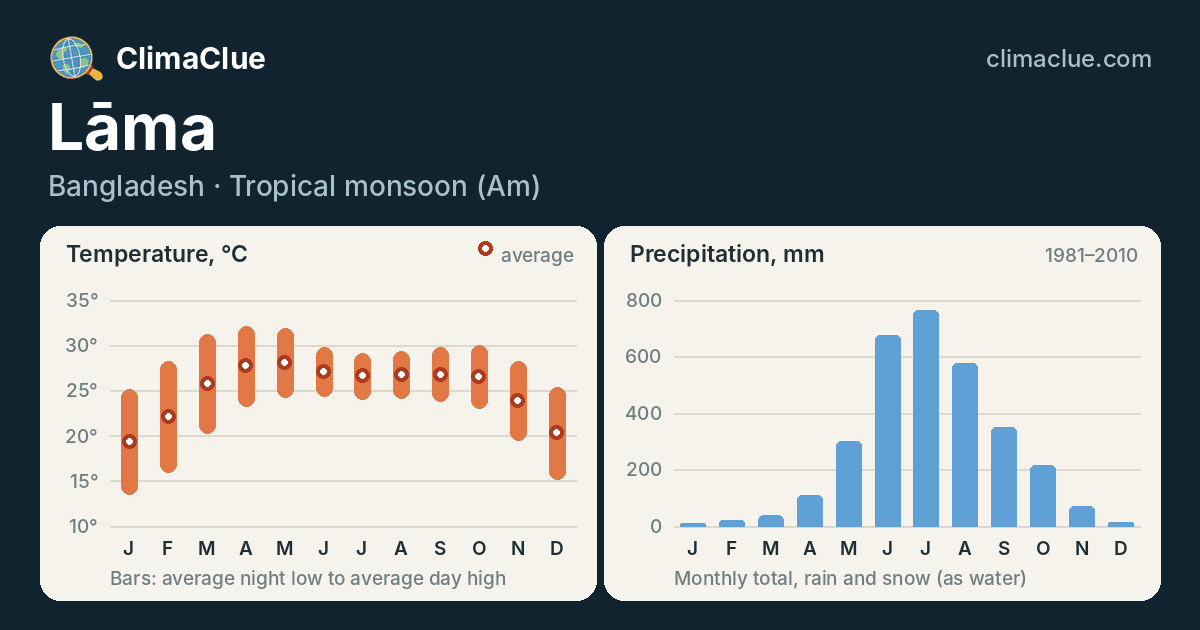 ClimaClue
climaclue.com
Lāma
Bangladesh · Tropical monsoon (Am)
Temperature, °C
average
35°
30°
25°
20°
15°
10°
J F M A M J J A S O N D
Bars: average night low to average day high
Precipitation, mm
1981–2010
800
600
400
200
0
J F M A M J J A S O N D
Monthly total, rain and snow (as water)